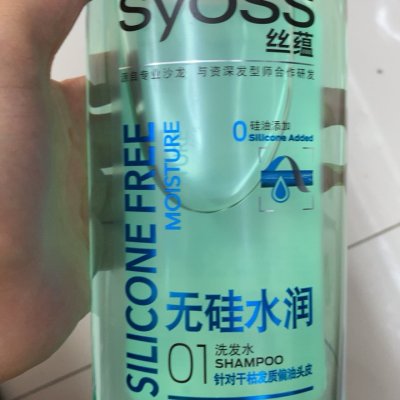 syoss
丝蕴
源自专业沙龙 与资深发型师合作研发
0 硅油添加
Silicone Added
SILICONE FREE
MOISTURE
无硅水润
01 洗发水
SHAMPOO
针对干枯发质偏油头皮